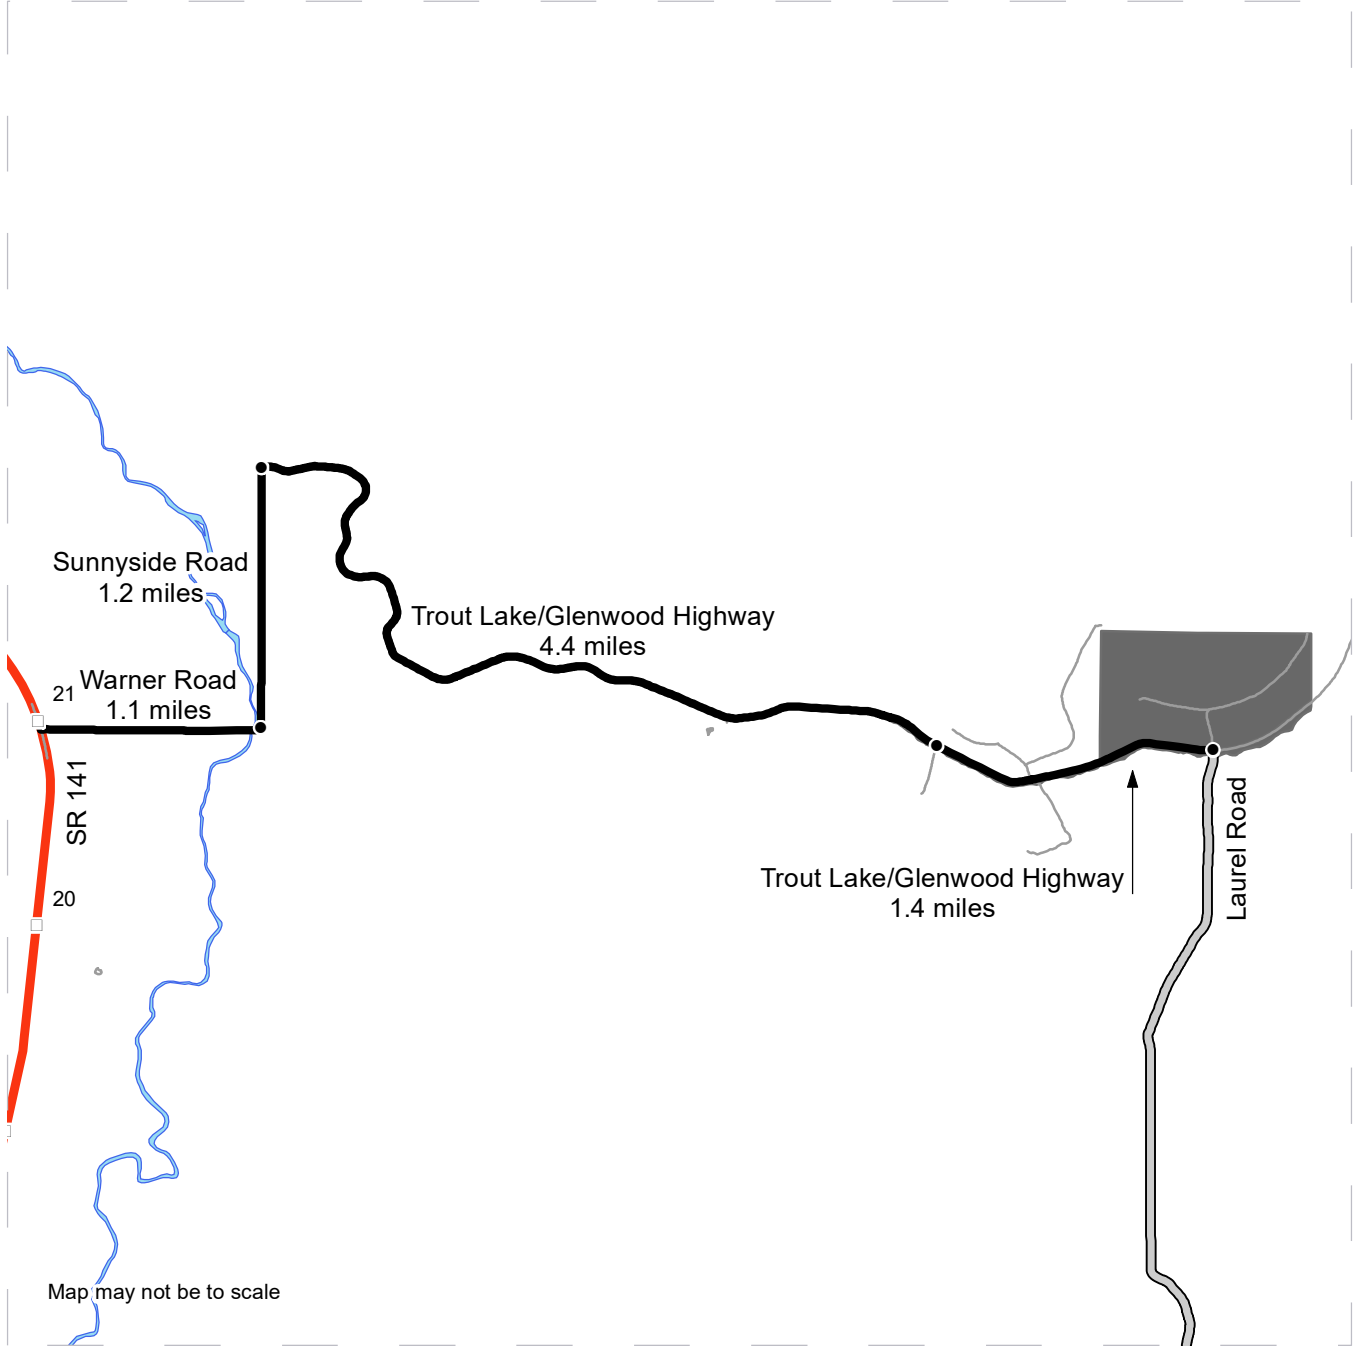 Sunnyside Road
1.2 miles
Trout Lake/Glenwood Highway
4.4 miles
21
Warner Road
1.1 miles
SR 141
20
Trout Lake/Glenwood Highway
1.4 miles
Laurel Road
Map may not be to scale